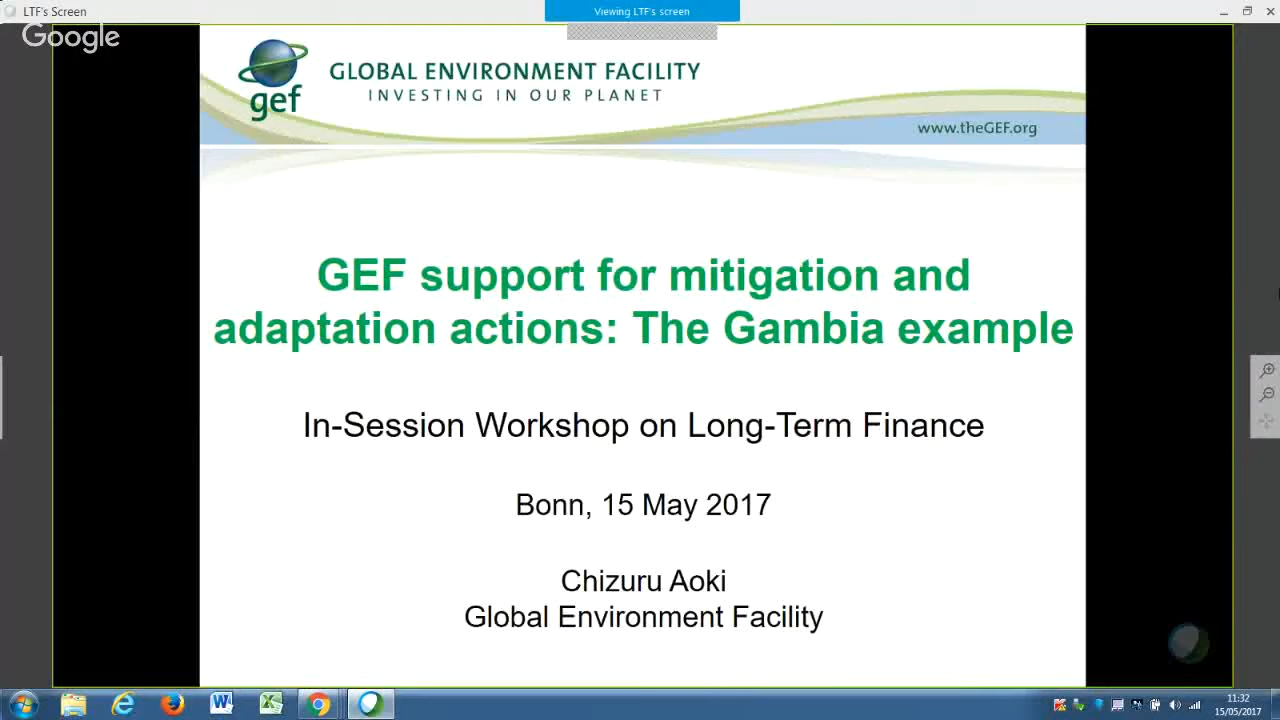 LTF's Screen
Viewing LTF's screen
Google
gef
GLOBAL ENVIRONMENT FACILITY
INVESTING IN OUR PLANET
www.theGEF.org
GEF support for mitigation and
adaptation actions: The Gambia example
In-Session Workshop on Long-Term Finance
Bonn, 15 May 2017
Chizuru Aoki
Global Environment Facility
11:32
15/05/2017